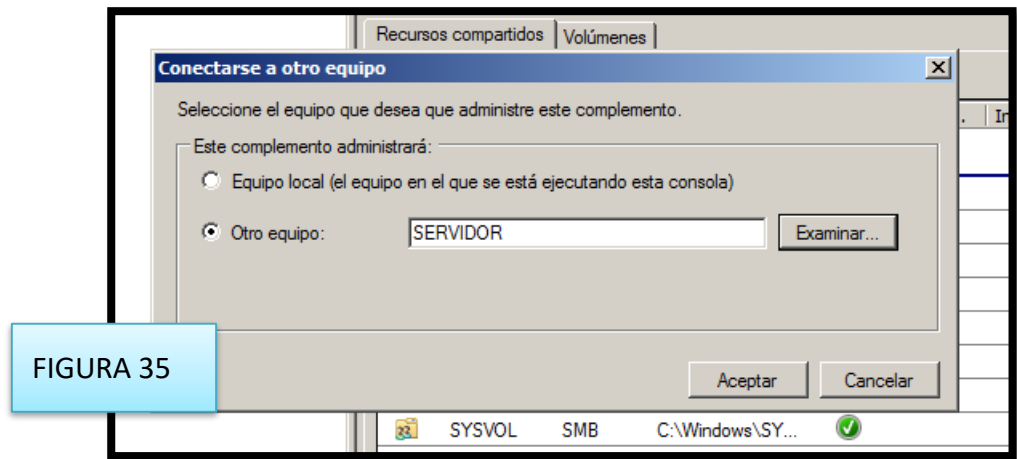 Recursos compartidos Volúmenes
Conectarse a otro equipo
Seleccione el equipo que desea que administre este complemento.
Este complemento administrará:
Equipo local (el equipo en el que se está ejecutando esta consola)
Otro equipo: SERVIDOR Examinar...
FIGURA 35
Aceptar Cancelar
SYSVOL SMB C:\Windows\SY...